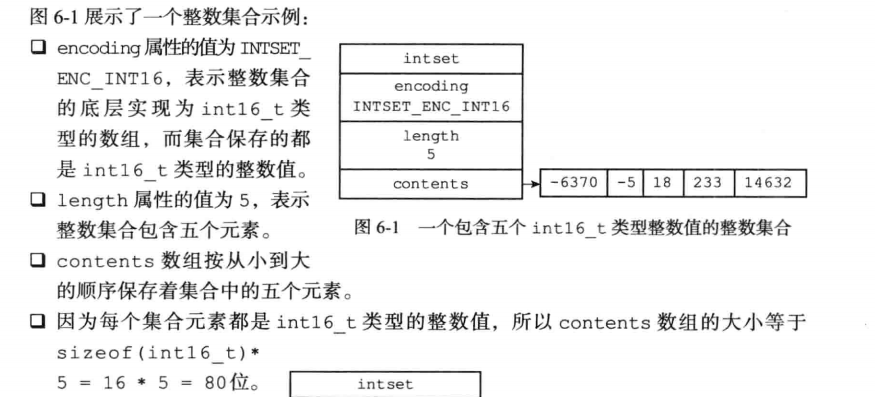 图 6-1 展示了一个整数集合示例：
❑ encoding 属性的值为 INTSET_
ENC_INT16，表示整数集合
的底层实现为 int16_t 类
型的数组，而集合保存的都
是 int16_t 类型的整数值。
❑ length 属性的值为 5，表示
整数集合包含五个元素。
❑ contents 数组按从小到大
的顺序保存着集合中的五个元素。
intset
encoding
INTSET_ENC_INT16
length
5
contents
-6370 -5 18 233 14632
图 6-1 一个包含五个 int16_t 类型整数值的整数集合
❑ 因为每个集合元素都是 int16_t 类型的整数值，所以 contents 数组的大小等于
sizeof(int16_t)*
5 = 16 * 5 = 80位。
intset